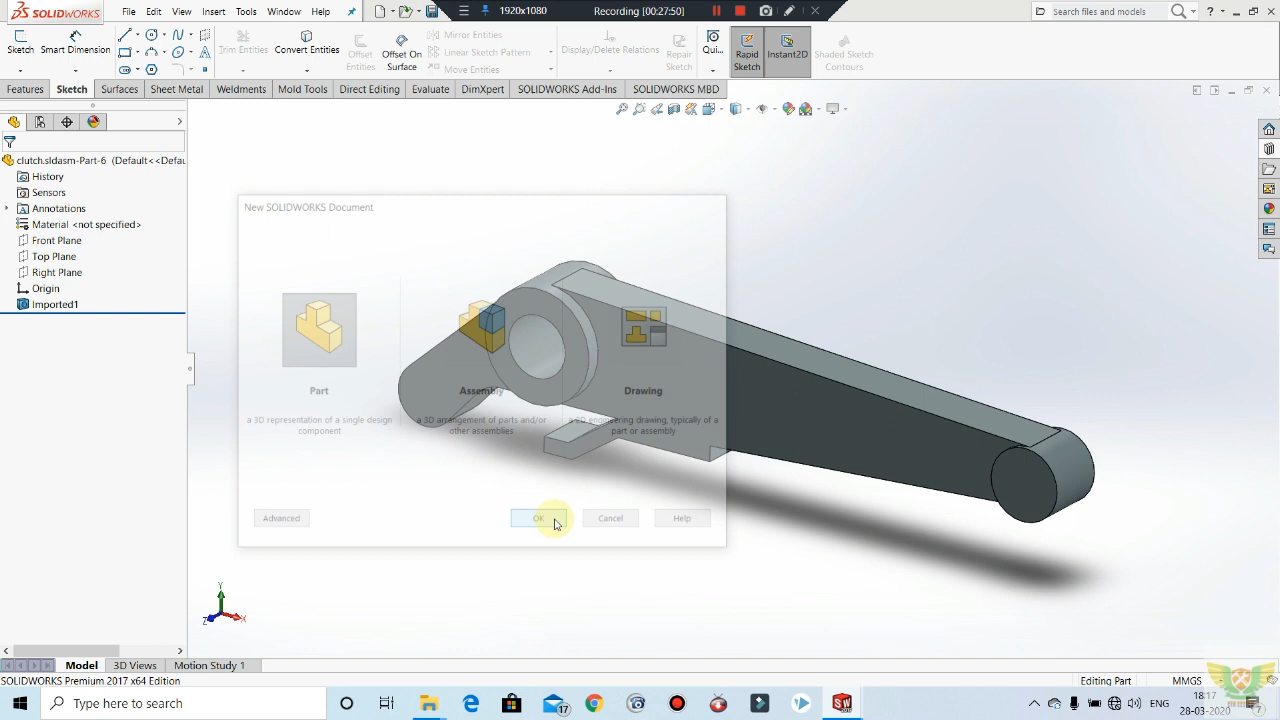 SOLIDWORKS
File
Edit
View
Insert
Tools
Window
Help
1920x1080
Recording [00:27:50]
search files and models
?
Sketch
Smart Dimension
Trim Entities
Convert Entities
Offset Entities
Offset On Surface
Mirror Entities
Linear Sketch Pattern
Move Entities
Display/Delete Relations
Repair Sketch
Qui...
Rapid Sketch
Instant2D
Shaded Sketch Contours
Features
Sketch
Surfaces
Sheet Metal
Weldments
Mold Tools
Direct Editing
Evaluate
DimXpert
SOLIDWORKS Add-Ins
SOLIDWORKS MBD
clutch.sldasm-Part-6 (Default<<Defau
History
Sensors
Annotations
Material <not specified>
Front Plane
Top Plane
Right Plane
Origin
Imported1
New SOLIDWORKS Document
Part
a 3D representation of a single design
component
Assembly
a 3D arrangement of parts and/or
other assemblies
Drawing
a 2D engineering drawing, typically of a
part or assembly
Advanced
OK
Cancel
Help
Y
Z
X
Model
3D Views
Motion Study 1
SOLIDWORKS Premium 2017 x64 Edition
Editing Part
MMGS
Type here to search
17
SW
ENG
18:17
28-03-2020
7